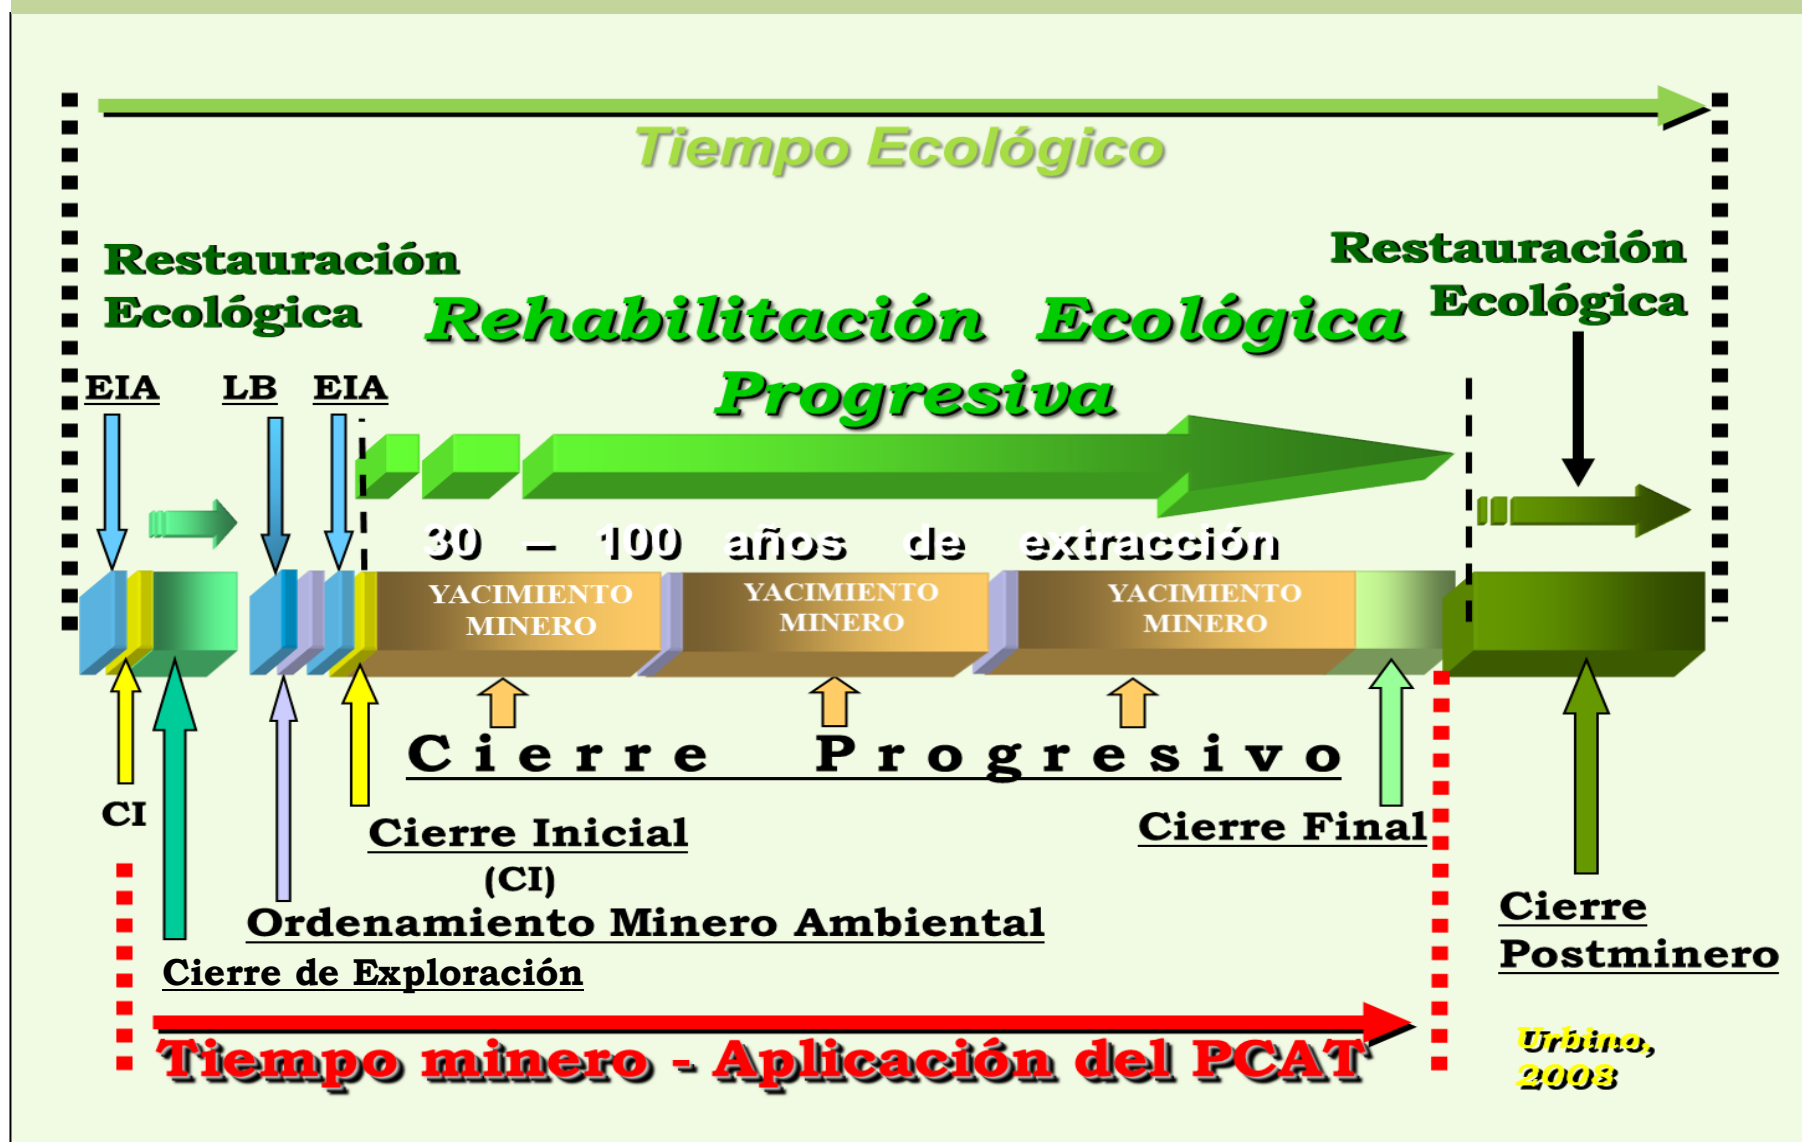 Tiempo Ecológico
Restauración
Ecológica
Restauración
Ecológica
Rehabilitación Ecológica
Progresiva
EIA
LB
EIA
30 – 100 años de extracción
YACIMIENTO
MINERO
YACIMIENTO
MINERO
YACIMIENTO
MINERO
Cierre Progresivo
CI
Cierre Inicial
(CI)
Cierre Final
Ordenamiento Minero Ambiental
Cierre de Exploración
Cierre
Postminero
Tiempo minero - Aplicación del PCAT
Urbino,
2008